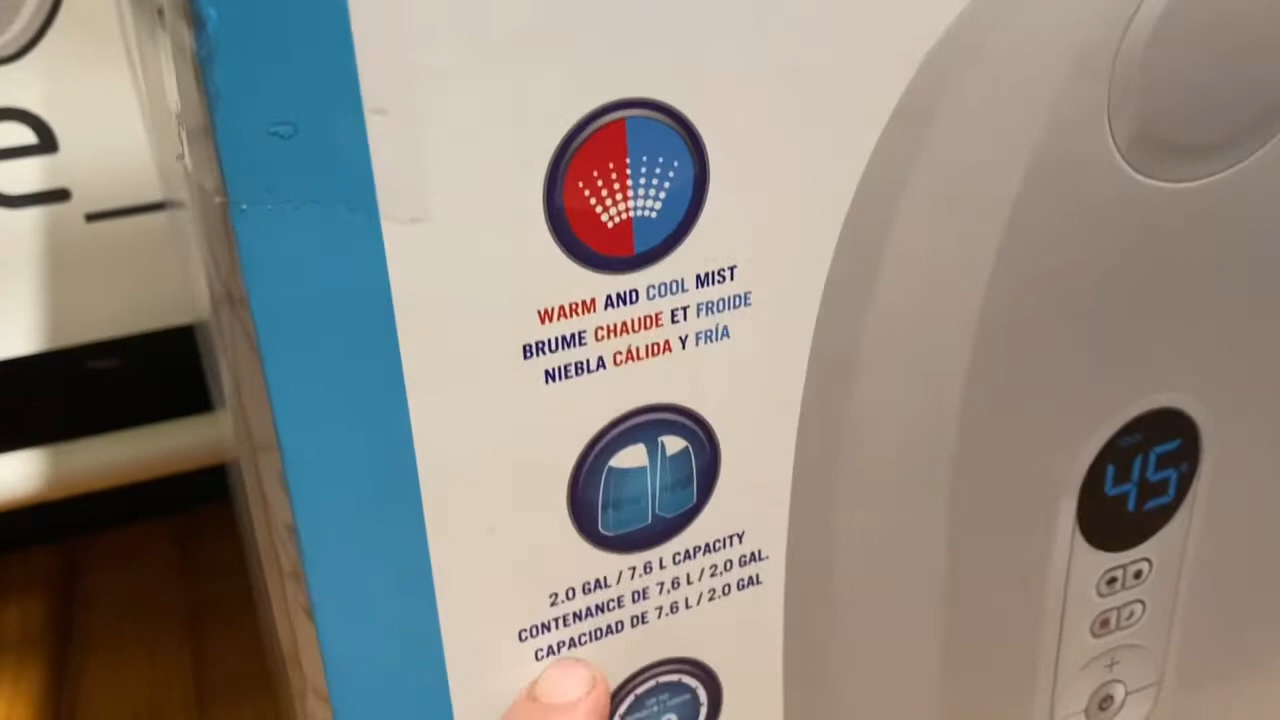 e
WARM AND COOL MIST
BRUME CHAUDE ET FROIDE
NIEBLA CÁLIDA Y FRÍA
45
2.0 GAL / 7.6 L CAPACITY
CONTENANCE DE 7,6 L / 2,0 GAL.
CAPACIDAD DE 7.6 L / 2.0 GAL